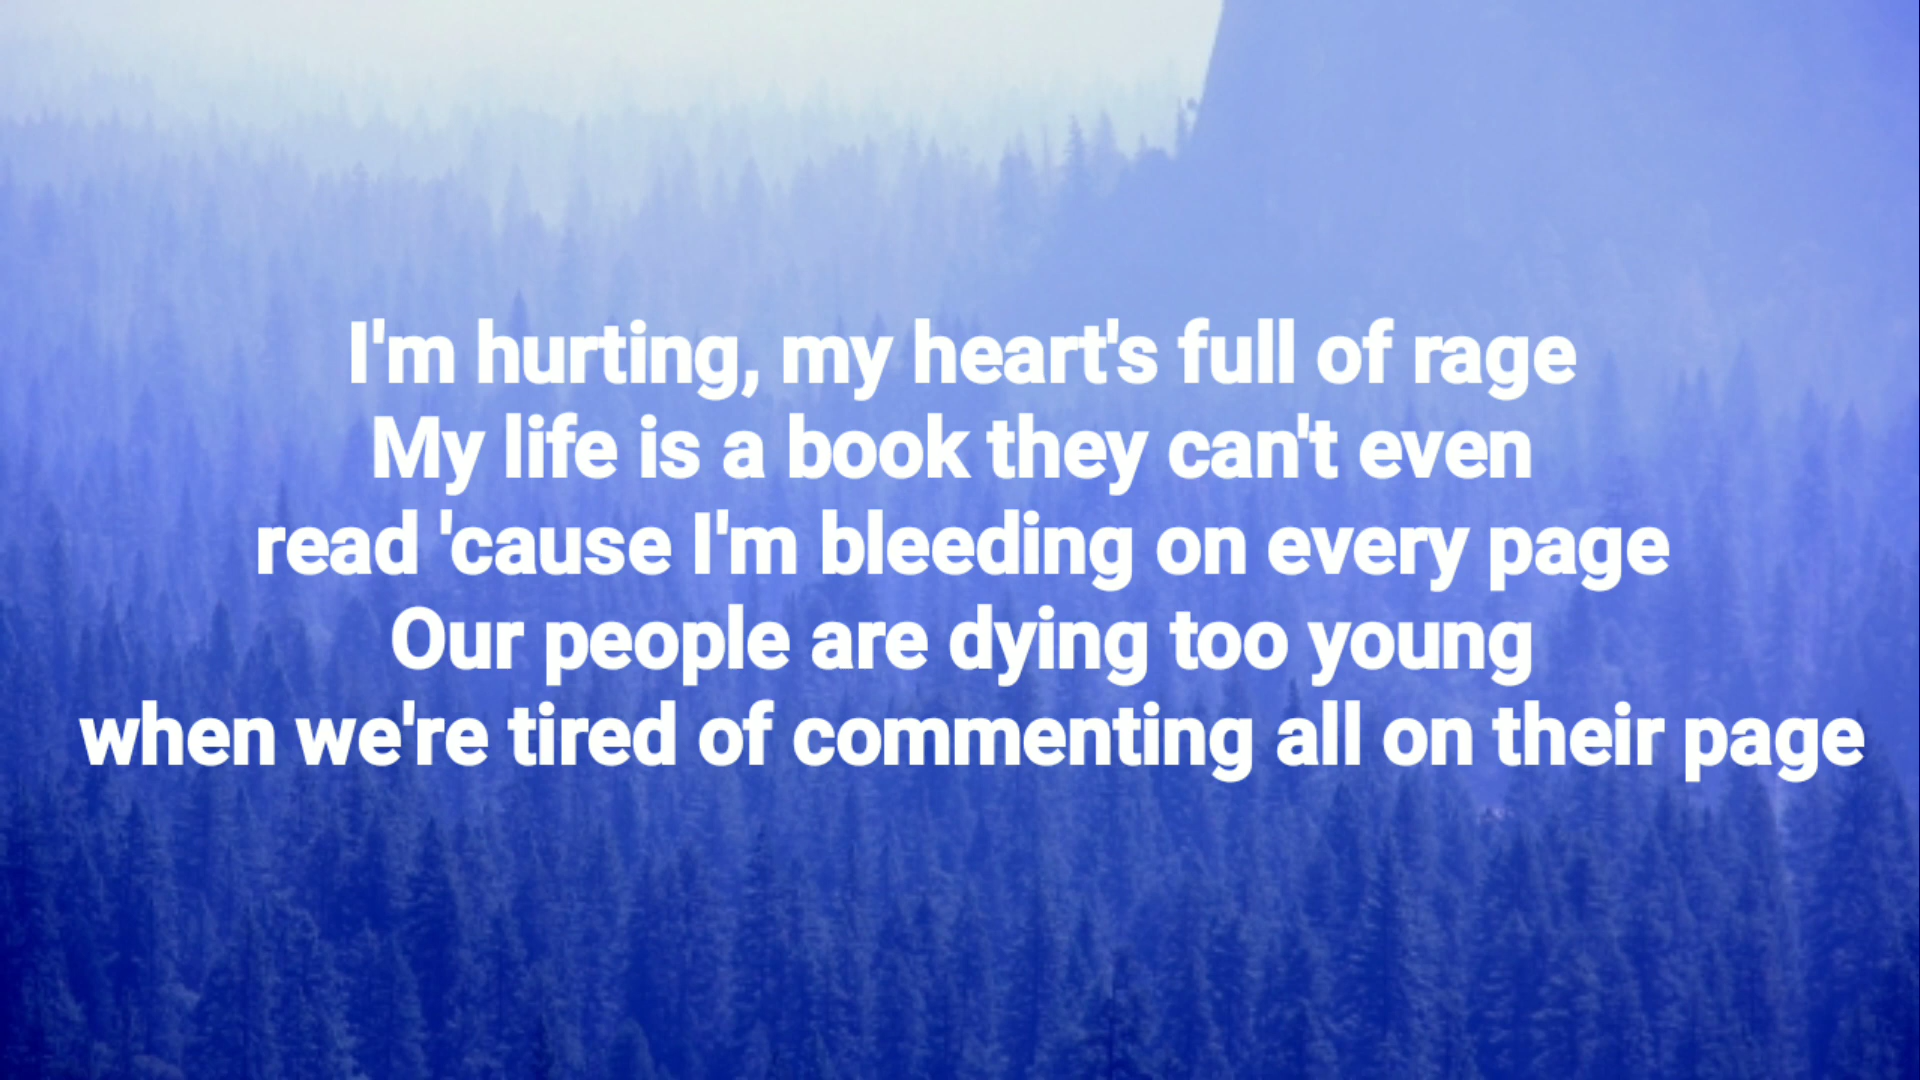 I'm hurting, my heart's full of rage
My life is a book they can't even
read 'cause I'm bleeding on every page
Our people are dying too young
when we're tired of commenting all on their page